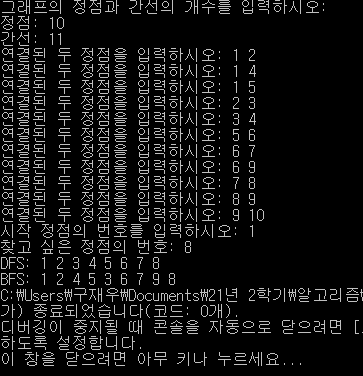 그래프의 정점과 간선의 개수를 입력하시오:
정점: 10
간선: 11
연결된 두 정점을 입력하시오: 1 2
연결된 두 정점을 입력하시오: 1 4
연결된 두 정점을 입력하시오: 1 5
연결된 두 정점을 입력하시오: 2 3
연결된 두 정점을 입력하시오: 3 4
연결된 두 정점을 입력하시오: 5 6
연결된 두 정점을 입력하시오: 6 7
연결된 두 정점을 입력하시오: 6 9
연결된 두 정점을 입력하시오: 7 8
연결된 두 정점을 입력하시오: 8 9
연결된 두 정점을 입력하시오: 9 10
시작 정점의 번호를 입력하시오: 1
찾고 싶은 정점의 번호: 8
DFS: 1 2 3 4 5 6 7 8
BFS: 1 2 4 5 3 6 7 9 8
C:₩Users₩구재우₩Documents₩21년 2학기₩알고리즘₩
가) 종료되었습니다(코드: 0개).
디버깅이 중지될 때 콘솔을 자동으로 닫으려면 [
하도록 설정합니다.
이 창을 닫으려면 아무 키나 누르세요...